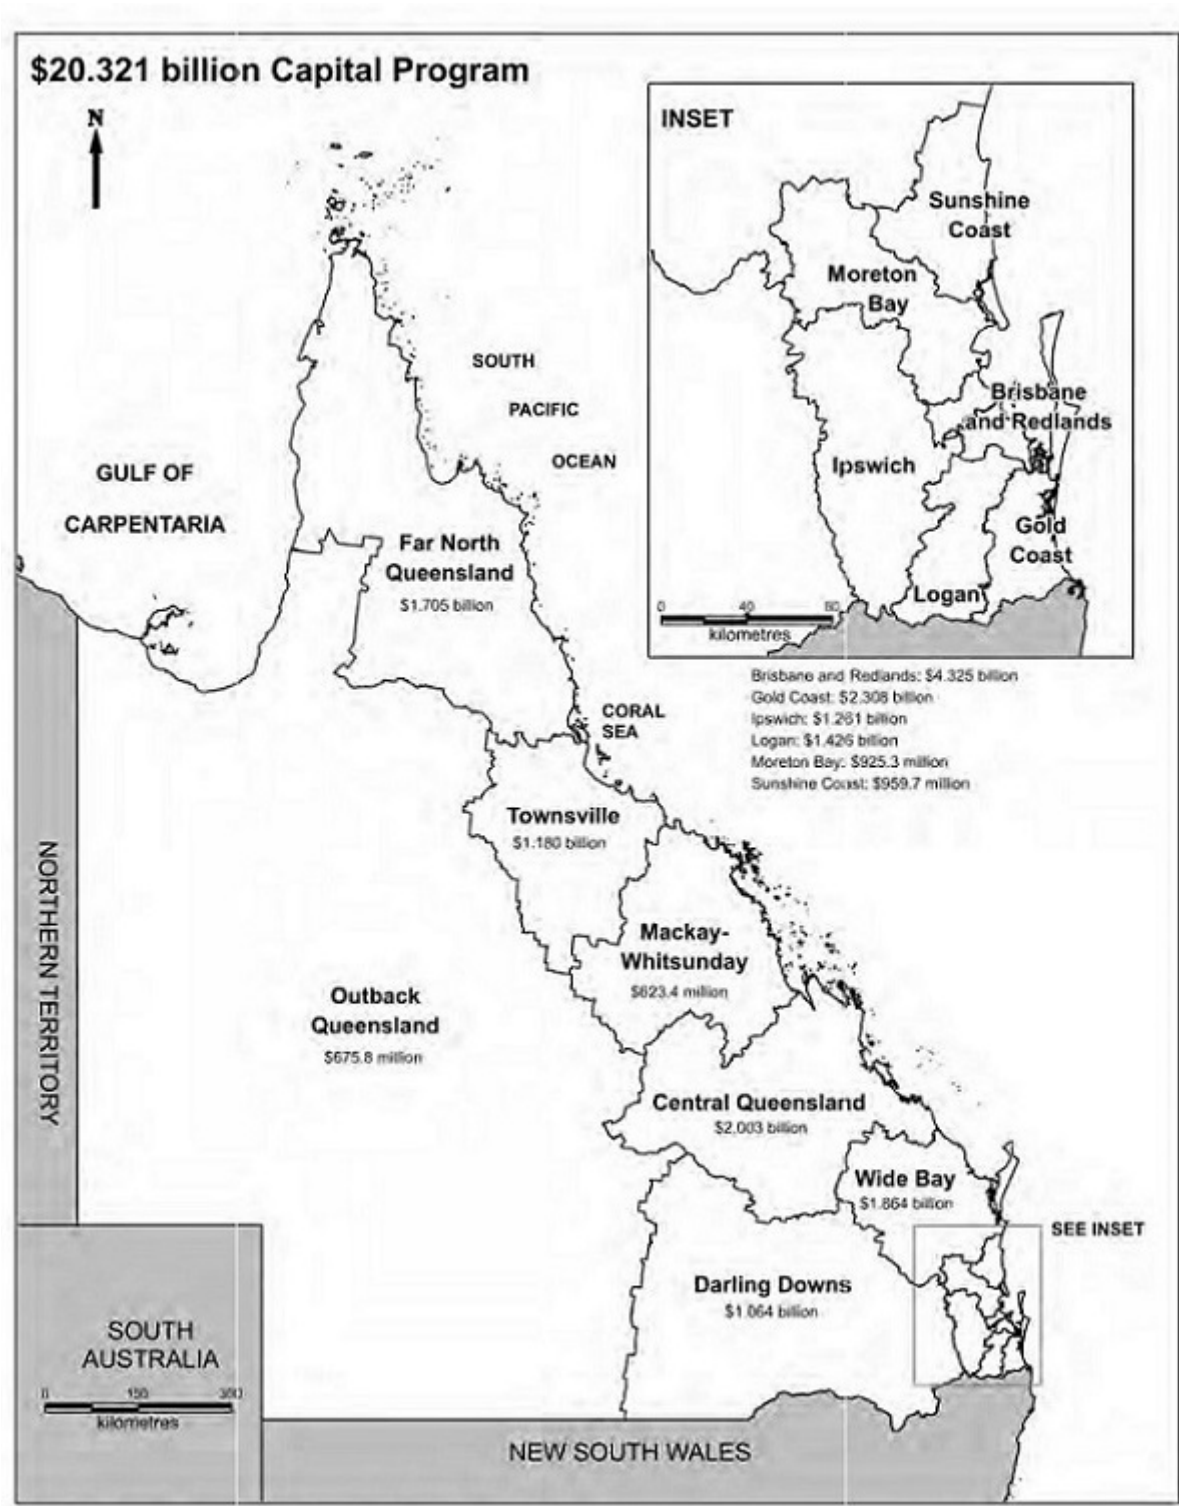 $20.321 billion Capital Program
N
INSET
Sunshine
Coast
Moreton
Bay
Brisbane
and Redlands
Ipswich
Gold
Coast
Logan
0 40 80
kilometres
SOUTH
PACIFIC
OCEAN
GULF OF
CARPENTARIA
Far North
Queensland
$1.705 billion
Brisbane and Redlands: $4.325 billion
Gold Coast: $2.308 billion
Ipswich: $1.261 billion
Logan: $1.426 billion
Moreton Bay: $925.3 million
Sunshine Coast: $959.7 million
CORAL
SEA
Townsville
$1.180 billion
NORTHERN TERRITORY
Mackay-
Whitsunday
$623.4 million
Outback
Queensland
$675.8 million
Central Queensland
$2.003 billion
Wide Bay
$1.864 billion
SEE INSET
Darling Downs
$1.064 billion
SOUTH
AUSTRALIA
0 150 300
kilometres
NEW SOUTH WALES